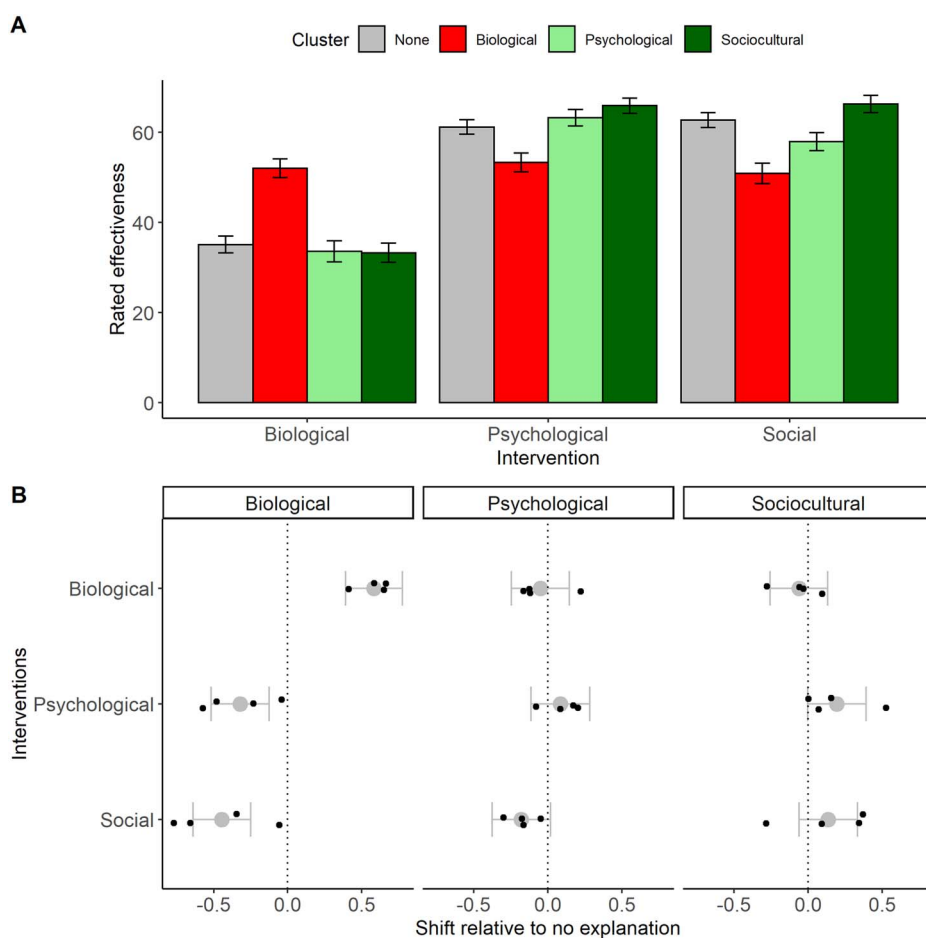 A
Cluster None Biological Psychological Sociocultural
Rated effectiveness
60
40
20
0
Biological Psychological Social
Intervention
B
Biological Psychological Sociocultural
Interventions
Biological
Psychological
Social
-0.5 0.0 0.5 -0.5 0.0 0.5 -0.5 0.0 0.5
Shift relative to no explanation